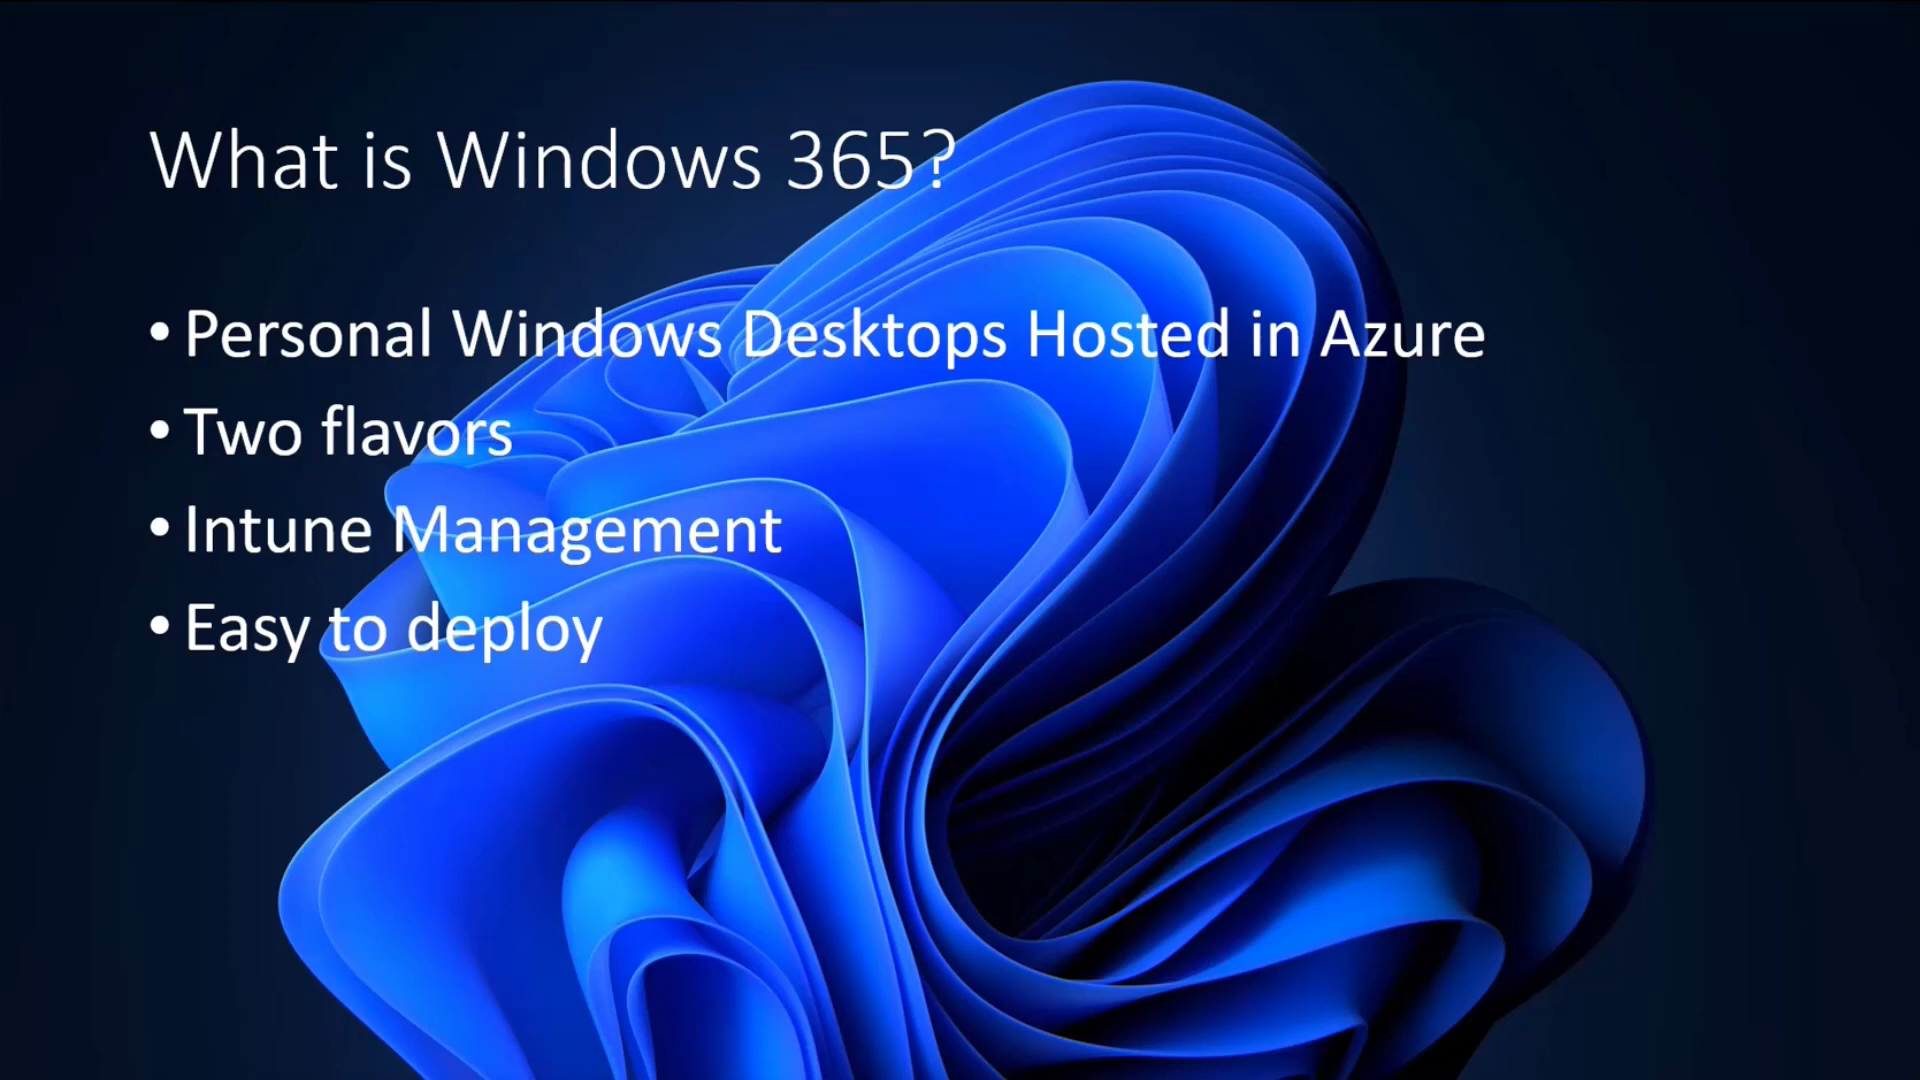 What is Windows 365?
• Personal Windows Desktops Hosted in Azure
• Two flavors
• Intune Management
• Easy to deploy